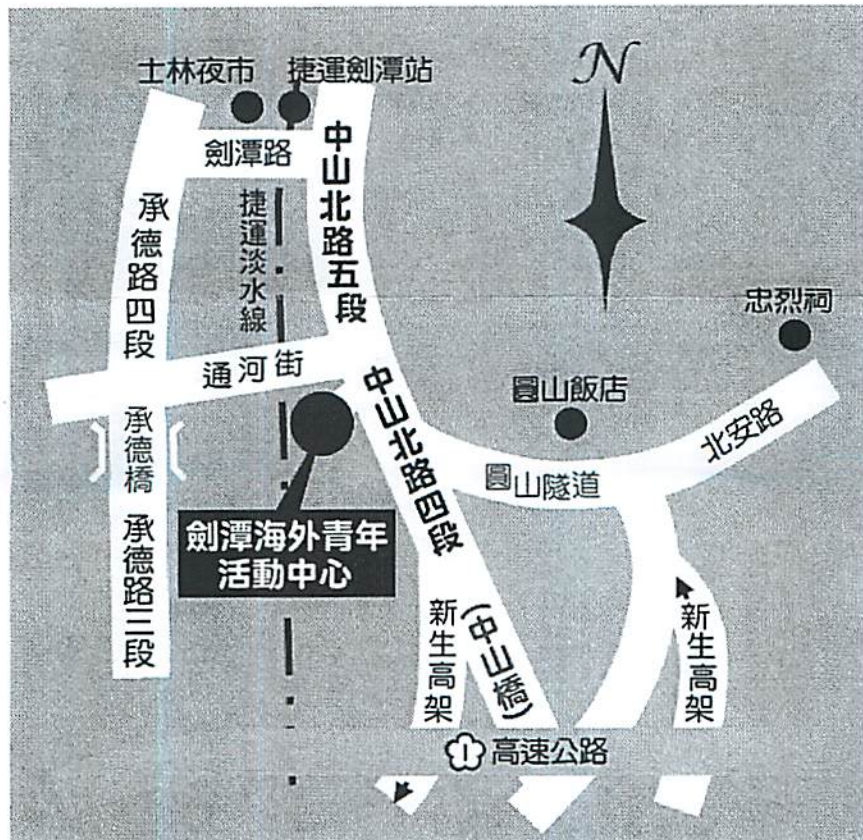 士林夜市
捷運劍潭站
N
劍潭路
中山北路五段
捷運淡水線
承德路四段
忠烈祠
通河街
圓山飯店
中山北路四段
北安路
承德橋
圓山隧道
劍潭海外青年
活動中心
承德路三段
新生高架
(中山橋)
新生高架
1 高速公路